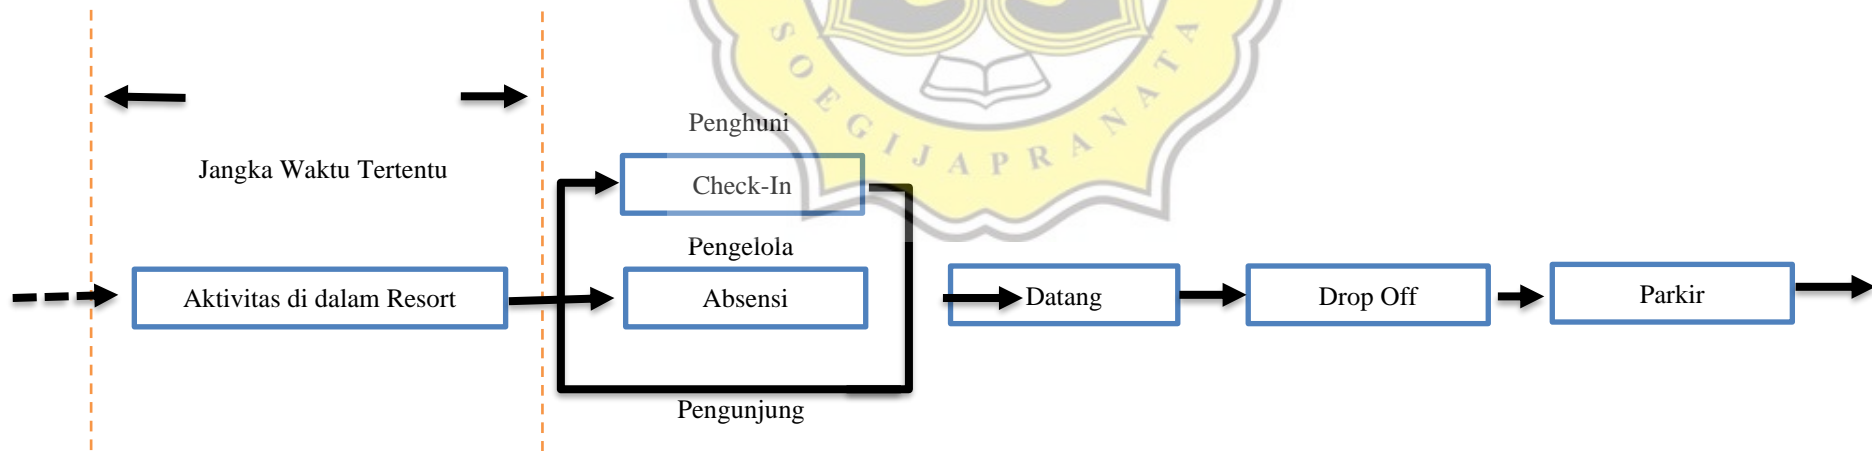 SOEGIJAPRANATA
Penghuni
Jangka Waktu Tertentu
Check-In
Pengelola
Aktivitas di dalam Resort
Absensi
Datang
Drop Off
Parkir
Pengunjung